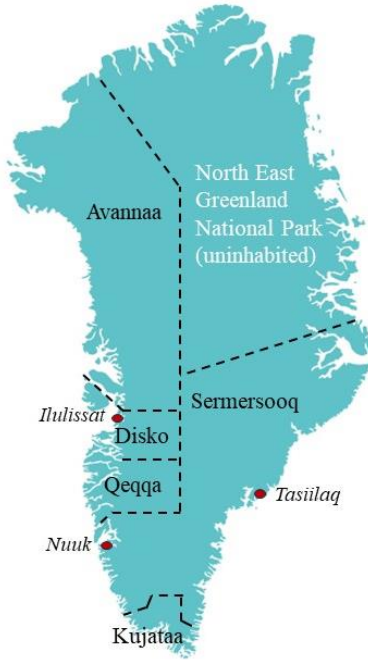 North East
Greenland
National Park
(uninhabited)
Avannaa
Sermersooq
Ilulissat
Disko
Qeqqa
Tasiilaq
Nuuk
Kujataa